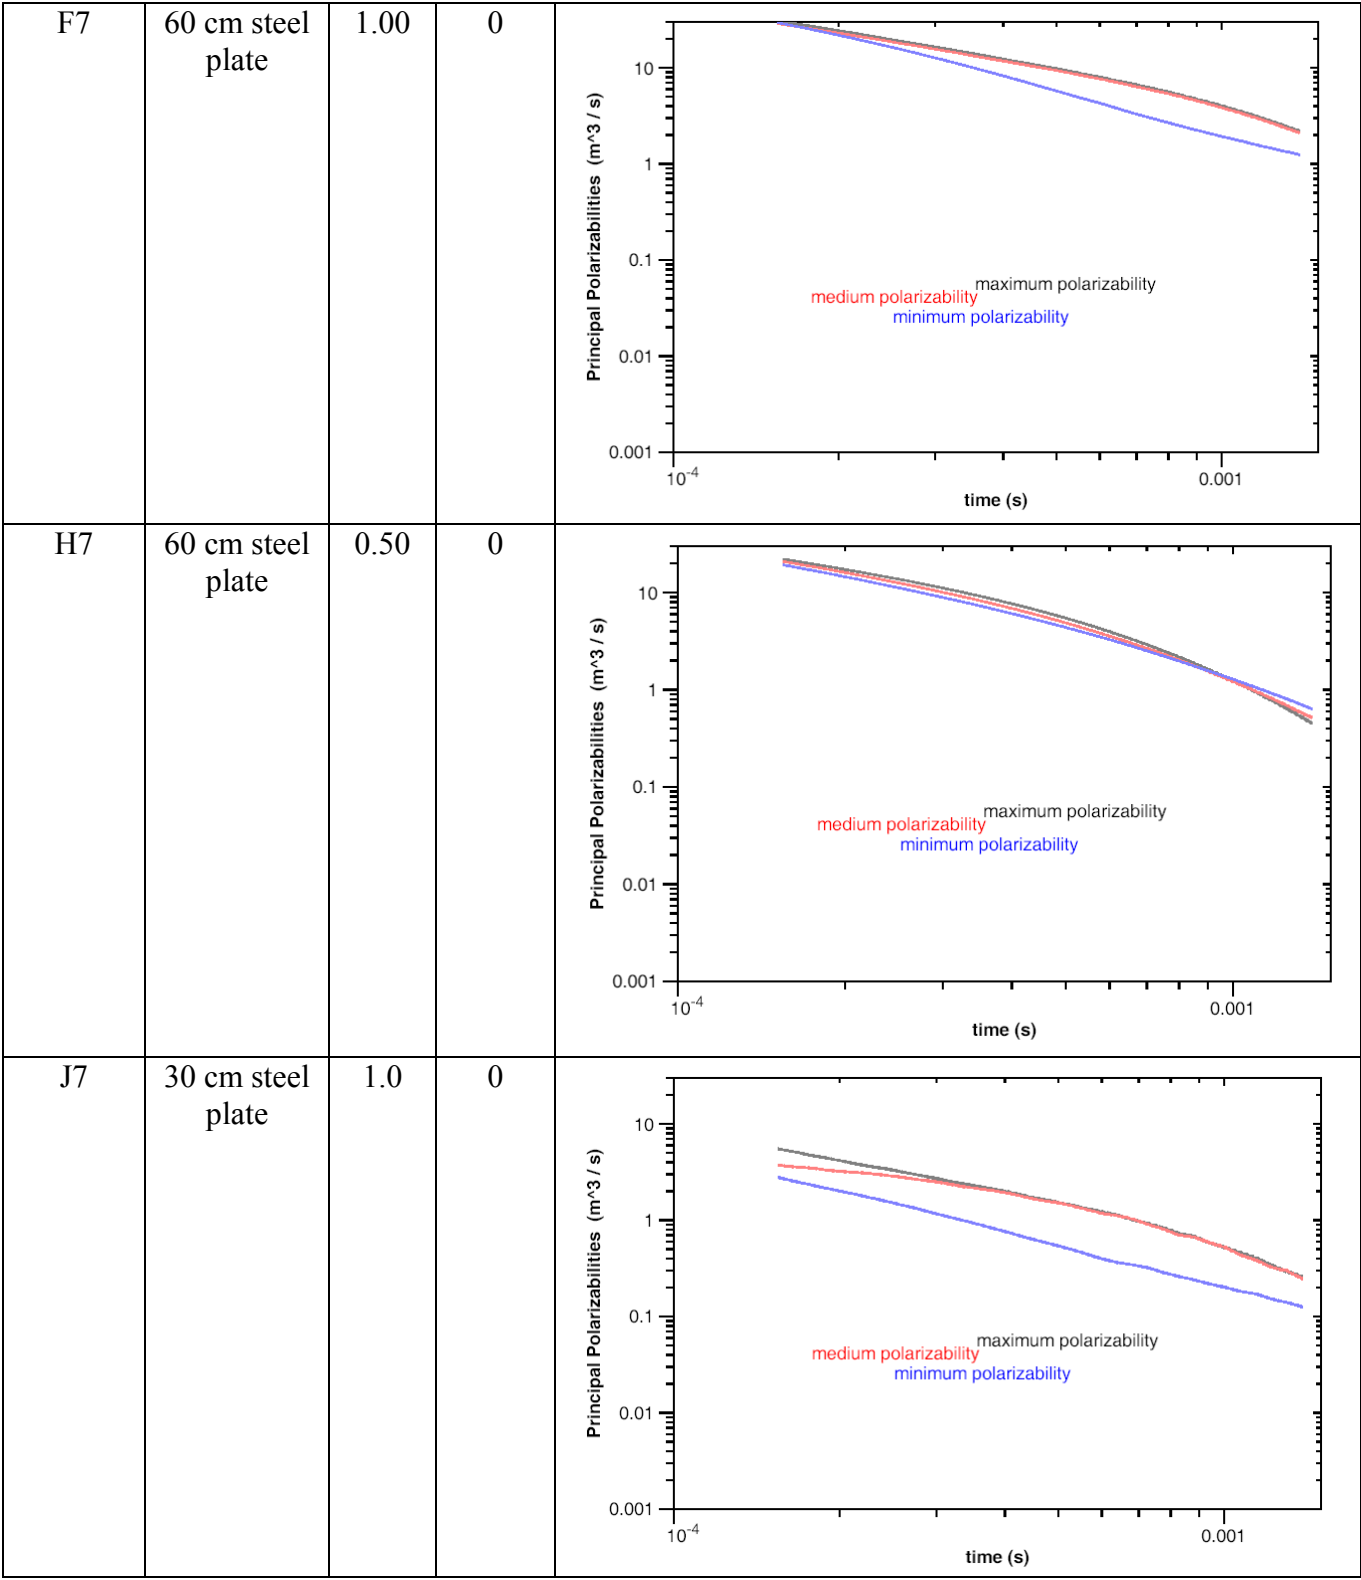 F7
60 cm steel
plate
1.00
0
10
1
0.1
0.01
0.001
Principal Polarizabilities (m^3 / s)
maximum polarizability
medium polarizability
minimum polarizability
10-4
0.001
time (s)
H7
60 cm steel
plate
0.50
0
10
1
0.1
0.01
0.001
Principal Polarizabilities (m^3 / s)
maximum polarizability
medium polarizability
minimum polarizability
10-4
0.001
time (s)
J7
30 cm steel
plate
1.0
0
10
1
0.1
0.01
0.001
Principal Polarizabilities (m^3 / s)
maximum polarizability
medium polarizability
minimum polarizability
10-4
0.001
time (s)